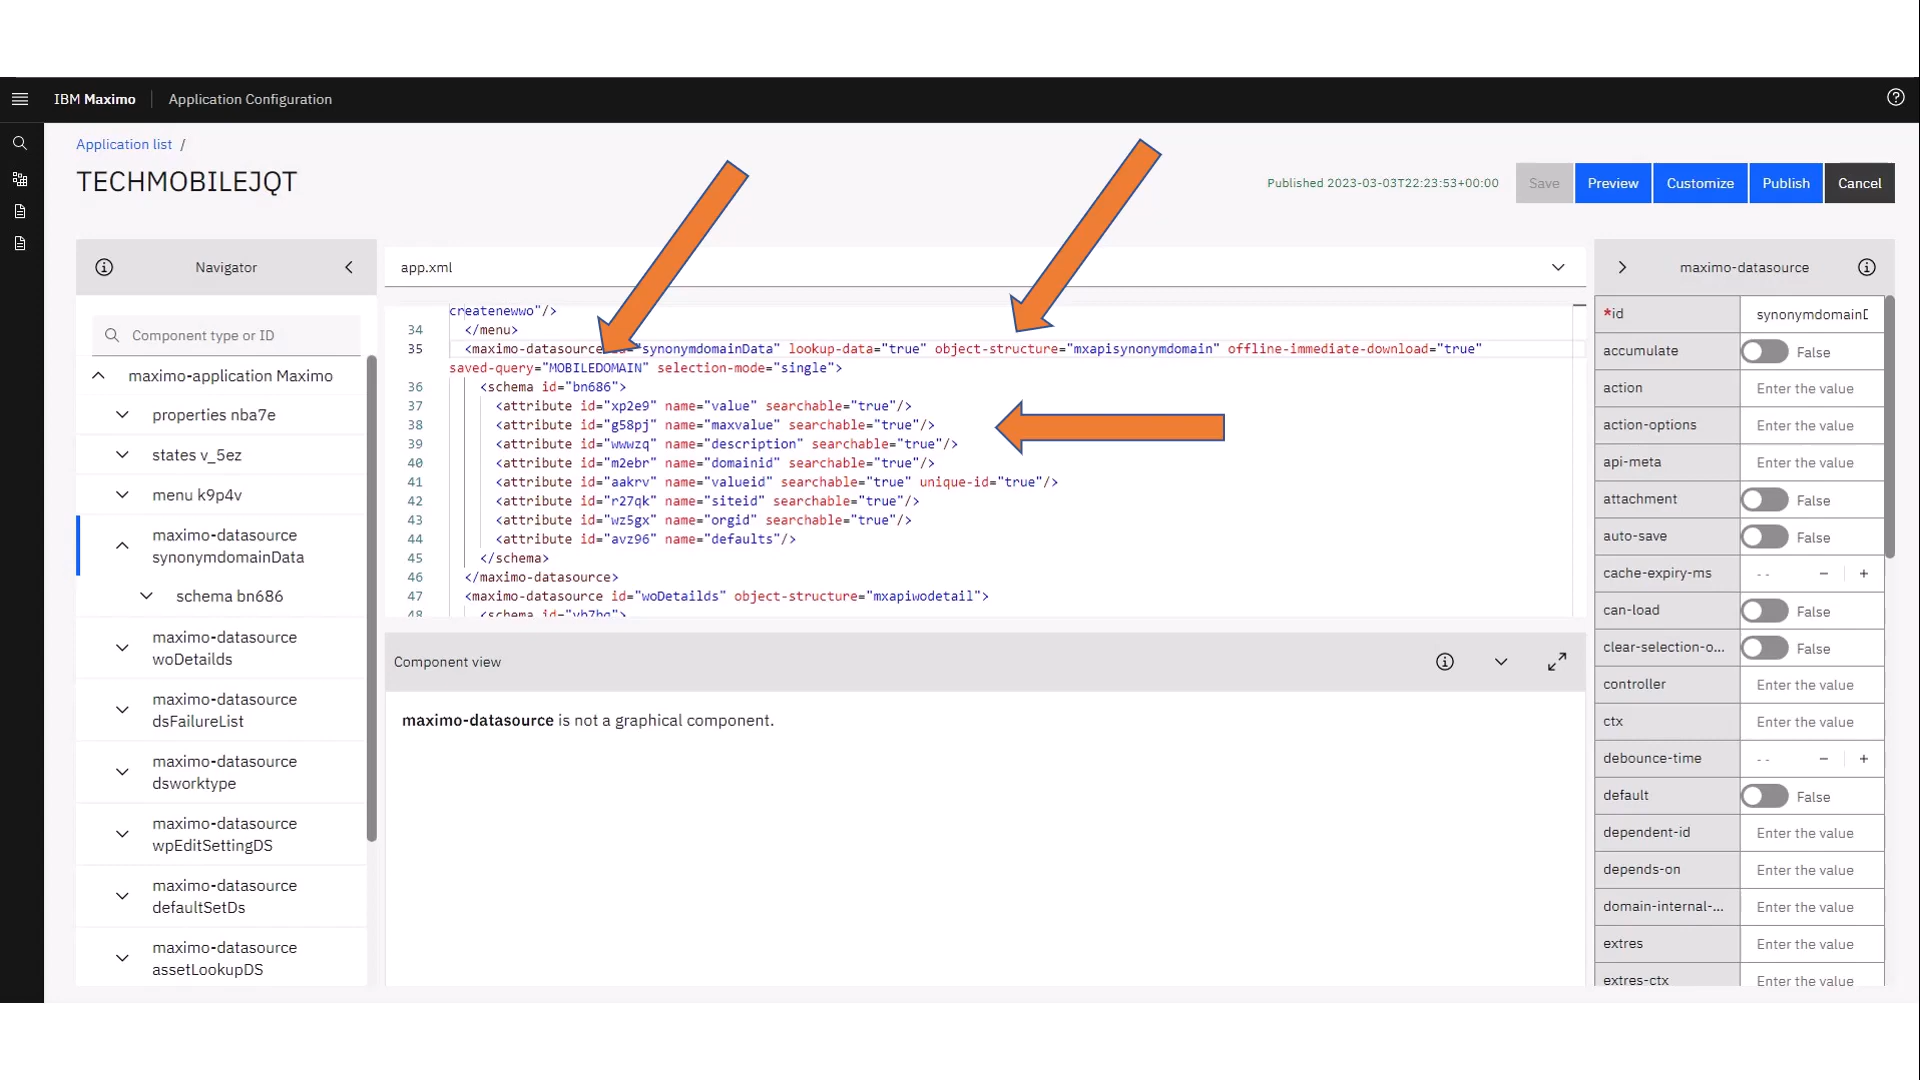 IBM Maximo
Application Configuration
Application list /
TECHMOBILEJQT
Published 2023-03-03T22:23:53+00:00
Save
Preview
Customize
Publish
Cancel
Navigator
Component type or ID
maximo-application Maximo
properties nba7e
states v_5ez
menu k9p4v
maximo-datasource
synonymdomainData
schema bn686
maximo-datasource
woDetailds
maximo-datasource
dsFailureList
maximo-datasource
dsworktype
maximo-datasource
wpEditSettingDS
maximo-datasource
defaultSetDs
maximo-datasource
assetLookupDS
app.xml
createnewwo"/>
34 </menu>
35 <maximo-datasource "synonymdomainData" lookup-data="true" object-structure="mxapisynonymdomain" offline-immediate-download="true"
saved-query="MOBILEDOMAIN" selection-mode="single">
36 <schema id="bn686">
37 <attribute id="xp2e9" name="value" searchable="true"/>
38 <attribute id="g58pj" name="maxvalue" searchable="true"/>
39 <attribute id="wwwzq" name="description" searchable="true"/>
40 <attribute id="m2ebr" name="domainid" searchable="true"/>
41 <attribute id="aakrv" name="valueid" searchable="true" unique-id="true"/>
42 <attribute id="r27qk" name="siteid" searchable="true"/>
43 <attribute id="wz5gx" name="orgid" searchable="true"/>
44 <attribute id="avz96" name="defaults"/>
45 </schema>
46 </maximo-datasource>
47 <maximo-datasource id="woDetailds" object-structure="mxapiwodetail">
48 <schema
Component view
maximo-datasource is not a graphical component.
maximo-datasource
*id synonymdomain
accumulate False
action Enter the value
action-options Enter the value
api-meta Enter the value
attachment False
auto-save False
cache-expiry-ms -- − +
can-load False
clear-selection-o... False
controller Enter the value
ctx Enter the value
debounce-time -- − +
default False
dependent-id Enter the value
depends-on Enter the value
domain-internal-... Enter the value
extres Enter the value
extres-ctx Enter the value